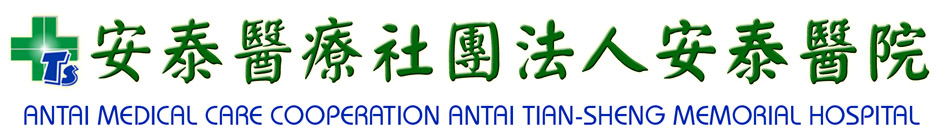 TS 安泰醫療社團法人安泰醫院
ANTAI MEDICAL CARE COOPERATION ANTAI TIAN-SHENG MEMORIAL HOSPITAL